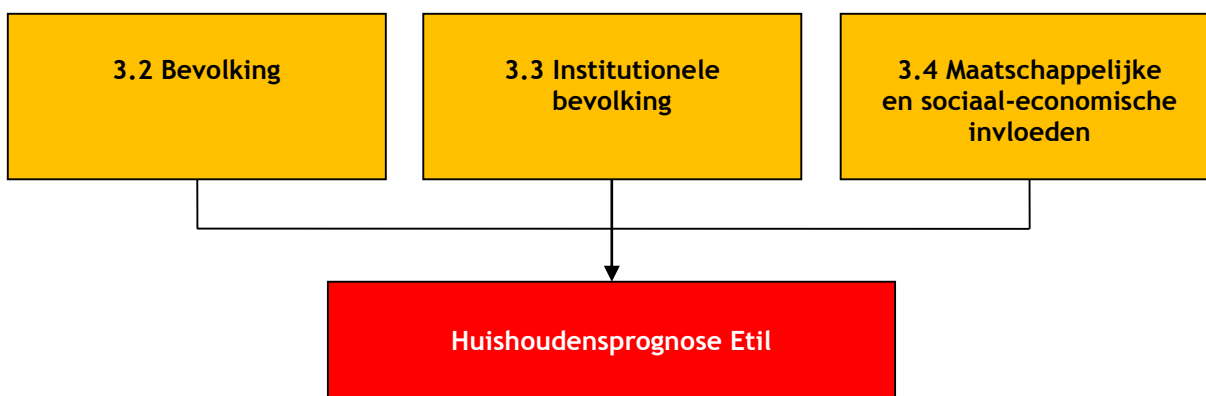 3.2 Bevolking
3.3 Institutionele
bevolking
3.4 Maatschappelijke
en sociaal-economische
invloeden
Huishoudensprognose Etil